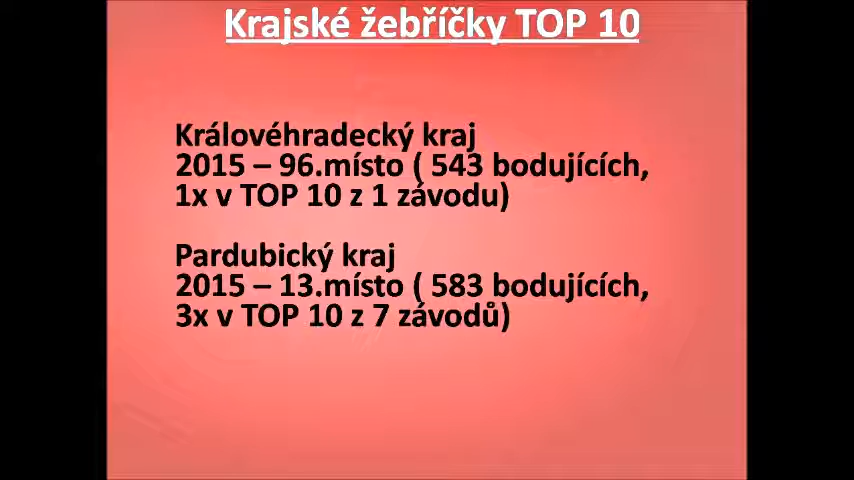 Krajské žebříčky TOP 10
Královéhradecký kraj
2015 – 96.místo ( 543 bodujících,
1x v TOP 10 z 1 závodu)
Pardubický kraj
2015 – 13.místo ( 583 bodujících,
3x v TOP 10 z 7 závodů)